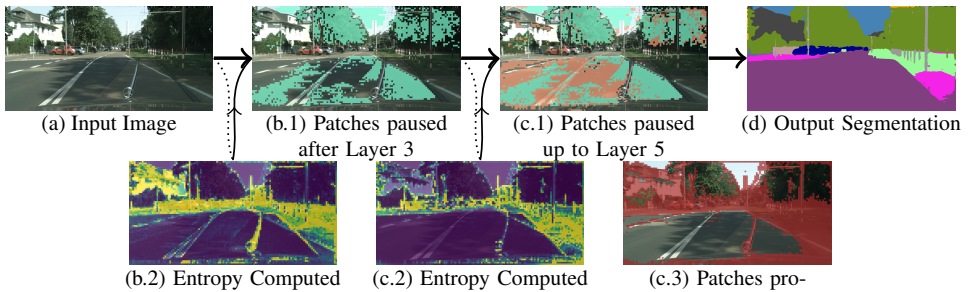 (a) Input Image
(b.1) Patches paused
after Layer 3
(c.1) Patches paused
up to Layer 5
(d) Output Segmentation
(b.2) Entropy Computed
(c.2) Entropy Computed
(c.3) Patches pro-